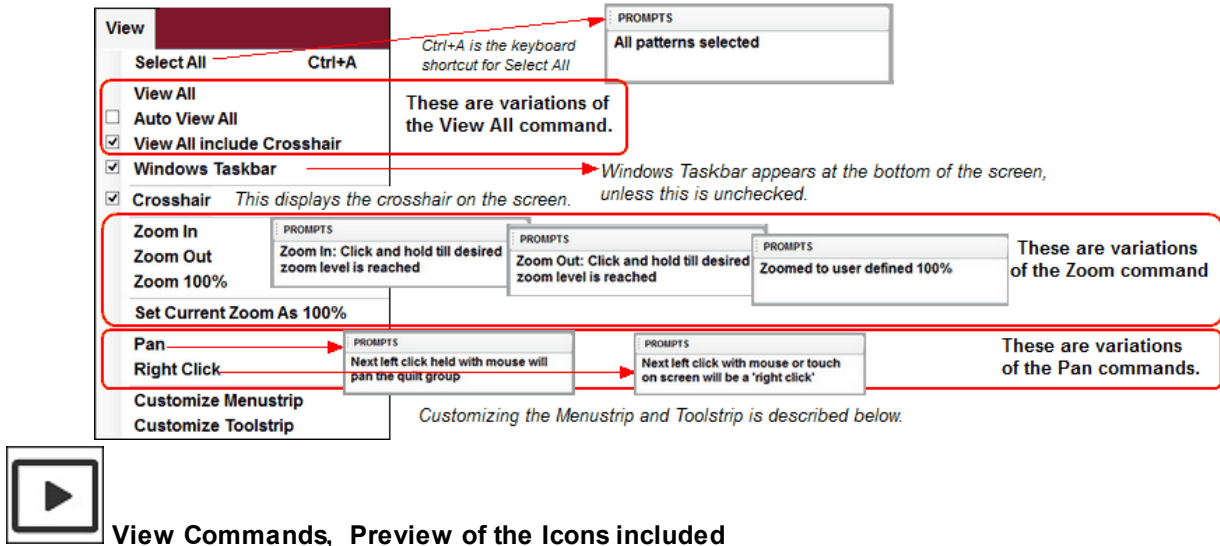 View
PROMPTS
All patterns selected
Ctrl+A is the keyboard
shortcut for Select All
Select All Ctrl+A
View All
Auto View All
View All include Crosshair
These are variations of
the View All command.
Windows Taskbar
Windows Taskbar appears at the bottom of the screen,
unless this is unchecked.
Crosshair This displays the crosshair on the screen.
Zoom In
Zoom Out
Zoom 100%
PROMPTS
Zoom In: Click and hold till desired
zoom level is reached
PROMPTS
Zoom Out: Click and hold till desired
zoom level is reached
PROMPTS
Zoomed to user defined 100%
These are variations
of the Zoom command
Set Current Zoom As 100%
Pan
Right Click
PROMPTS
Next left click held with mouse will
pan the quilt group
PROMPTS
Next left click with mouse or touch
on screen will be a 'right click'
These are variations
of the Pan commands.
Customize Menustrip
Customize Toolstrip
Customizing the Menustrip and Toolstrip is described below.
View Commands, Preview of the Icons included